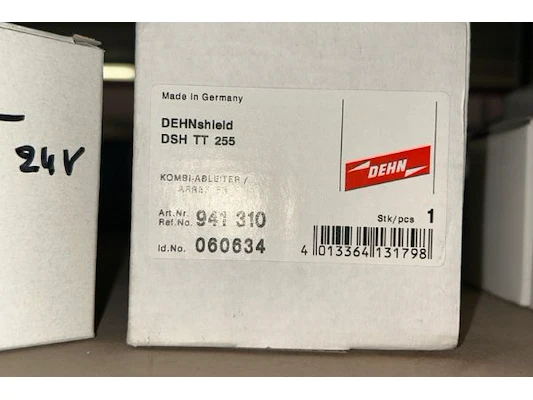 24V
Made in Germany
DEHNshield
DSH TT 255
DEHN
KOMBI-ABLEITER /
Art.Nr.
Ref.No. 941 310
Stk/pcs 1
Id.No. 060634
4 013364 131798